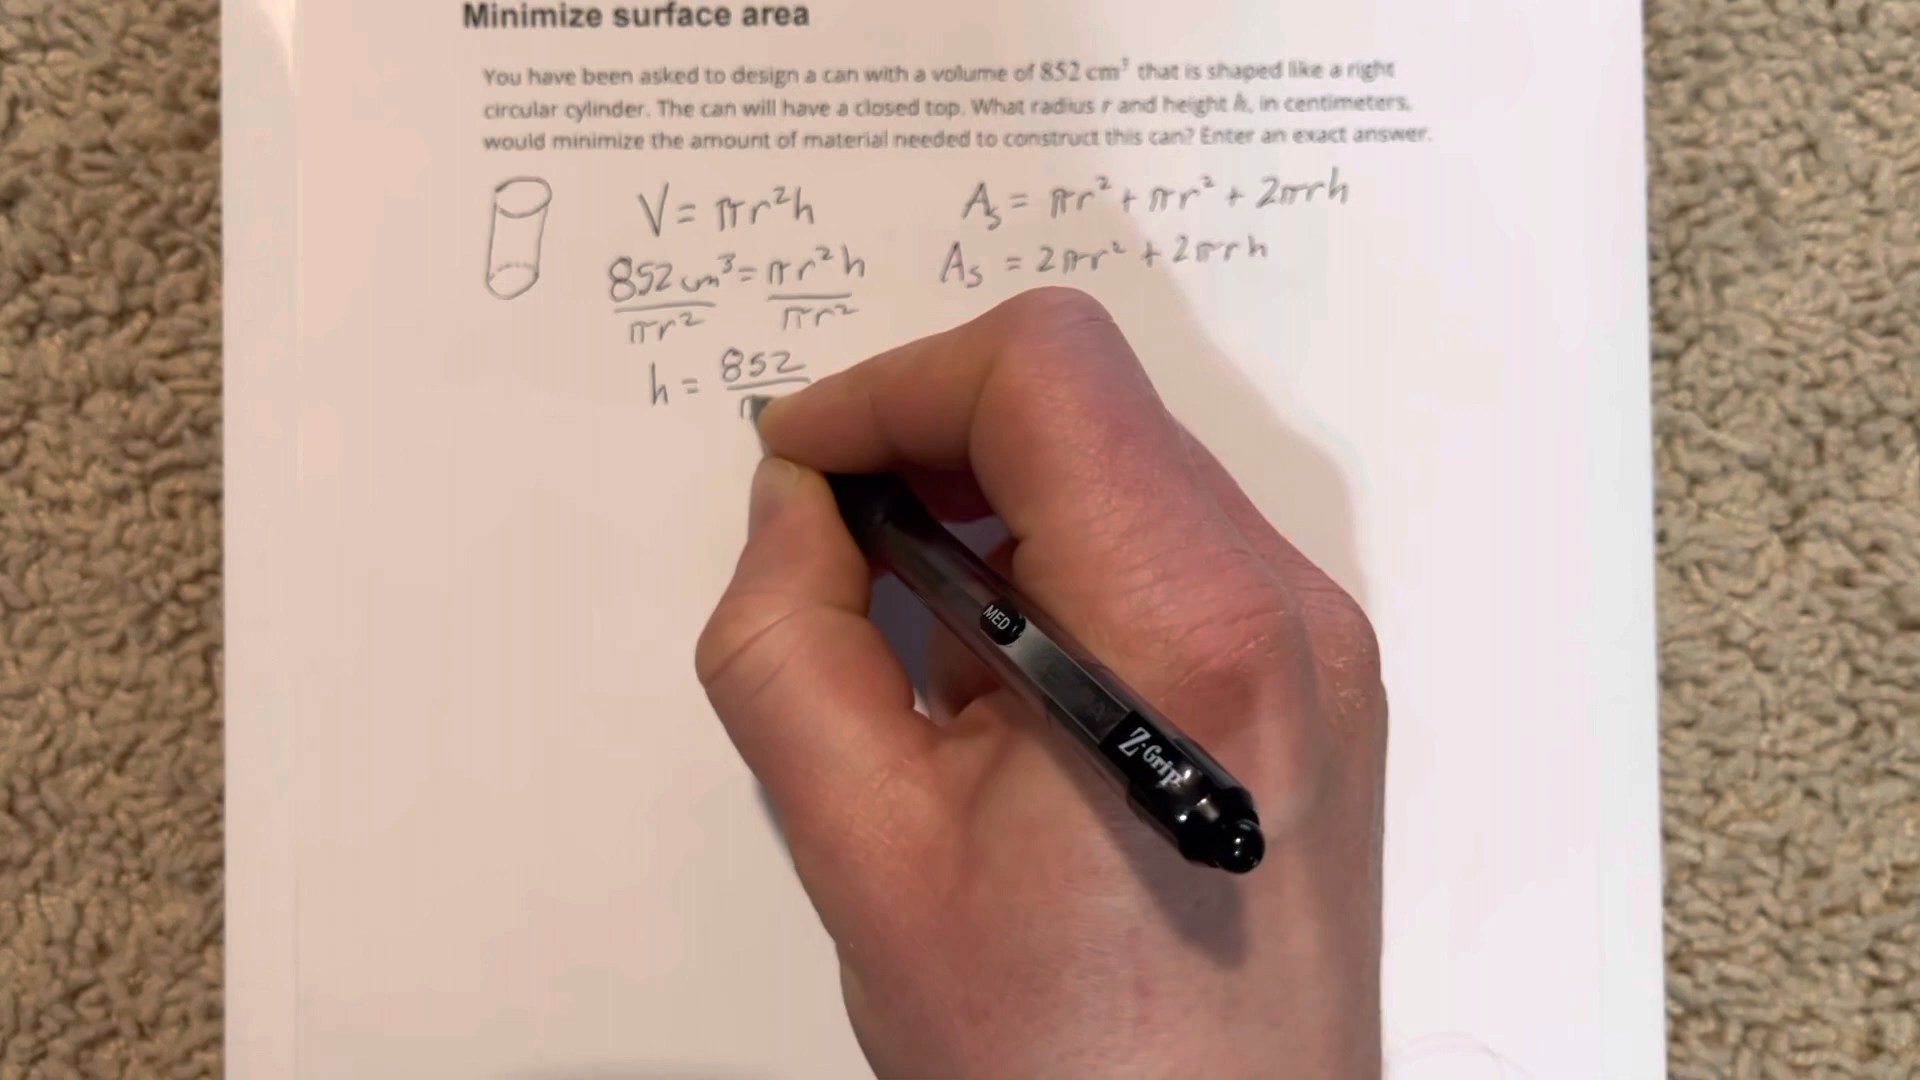 Minimize surface area
You have been asked to design a can with a volume of 852 cm³ that is shaped like a right
circular cylinder. The can will have a closed top. What radius r and height h, in centimeters,
would minimize the amount of material needed to construct this can? Enter an exact answer.
V = πr²h
852 cm³ = πr²h
πr² πr²
h = 852
π
A_s = πr² + πr² + 2πrh
A_s = 2πr² + 2πrh
MED
Z-Grip